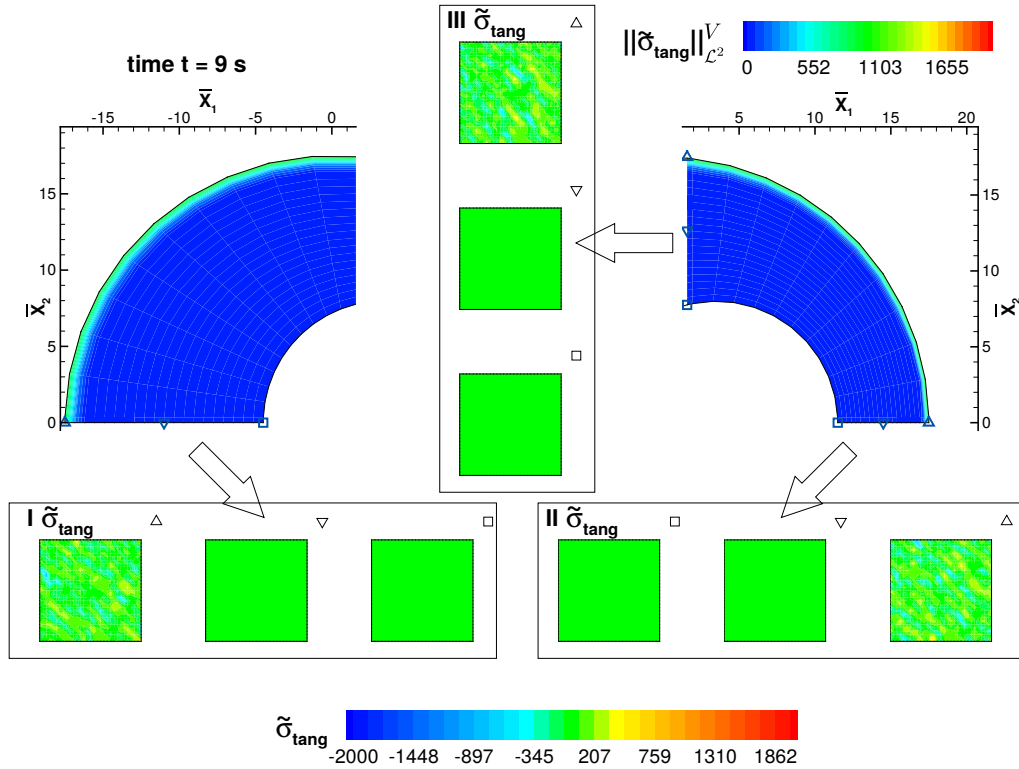 III σ̃tang
||σ̃tang||ᵛ_ℒ²
0 552 1103 1655
time t = 9 s
X̅₁
-15 -10 -5 0
X̅₂
15
10
5
0
X̅₁
5 10 15 20
15
10
5
0
X̅₂
I σ̃tang
II σ̃tang
σ̃tang
-2000 -1448 -897 -345 207 759 1310 1862